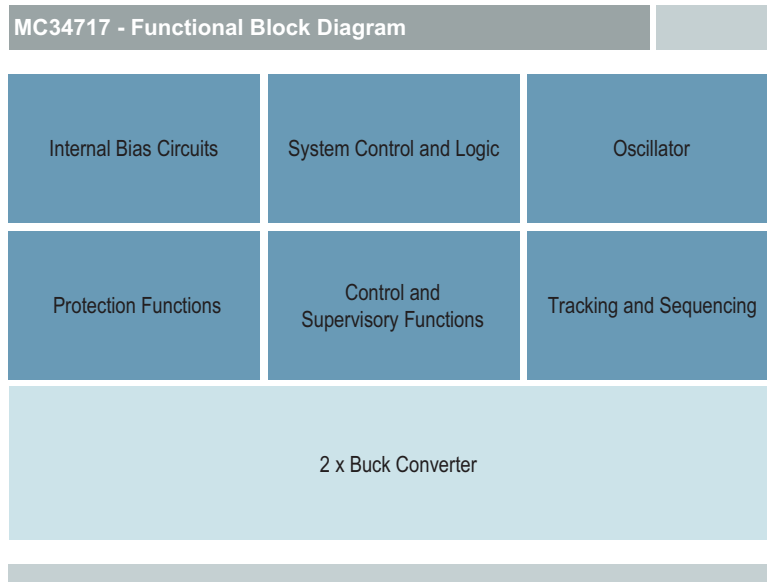 MC34717 - Functional Block Diagram
Internal Bias Circuits
System Control and Logic
Oscillator
Protection Functions
Control and
Supervisory Functions
Tracking and Sequencing
2 x Buck Converter